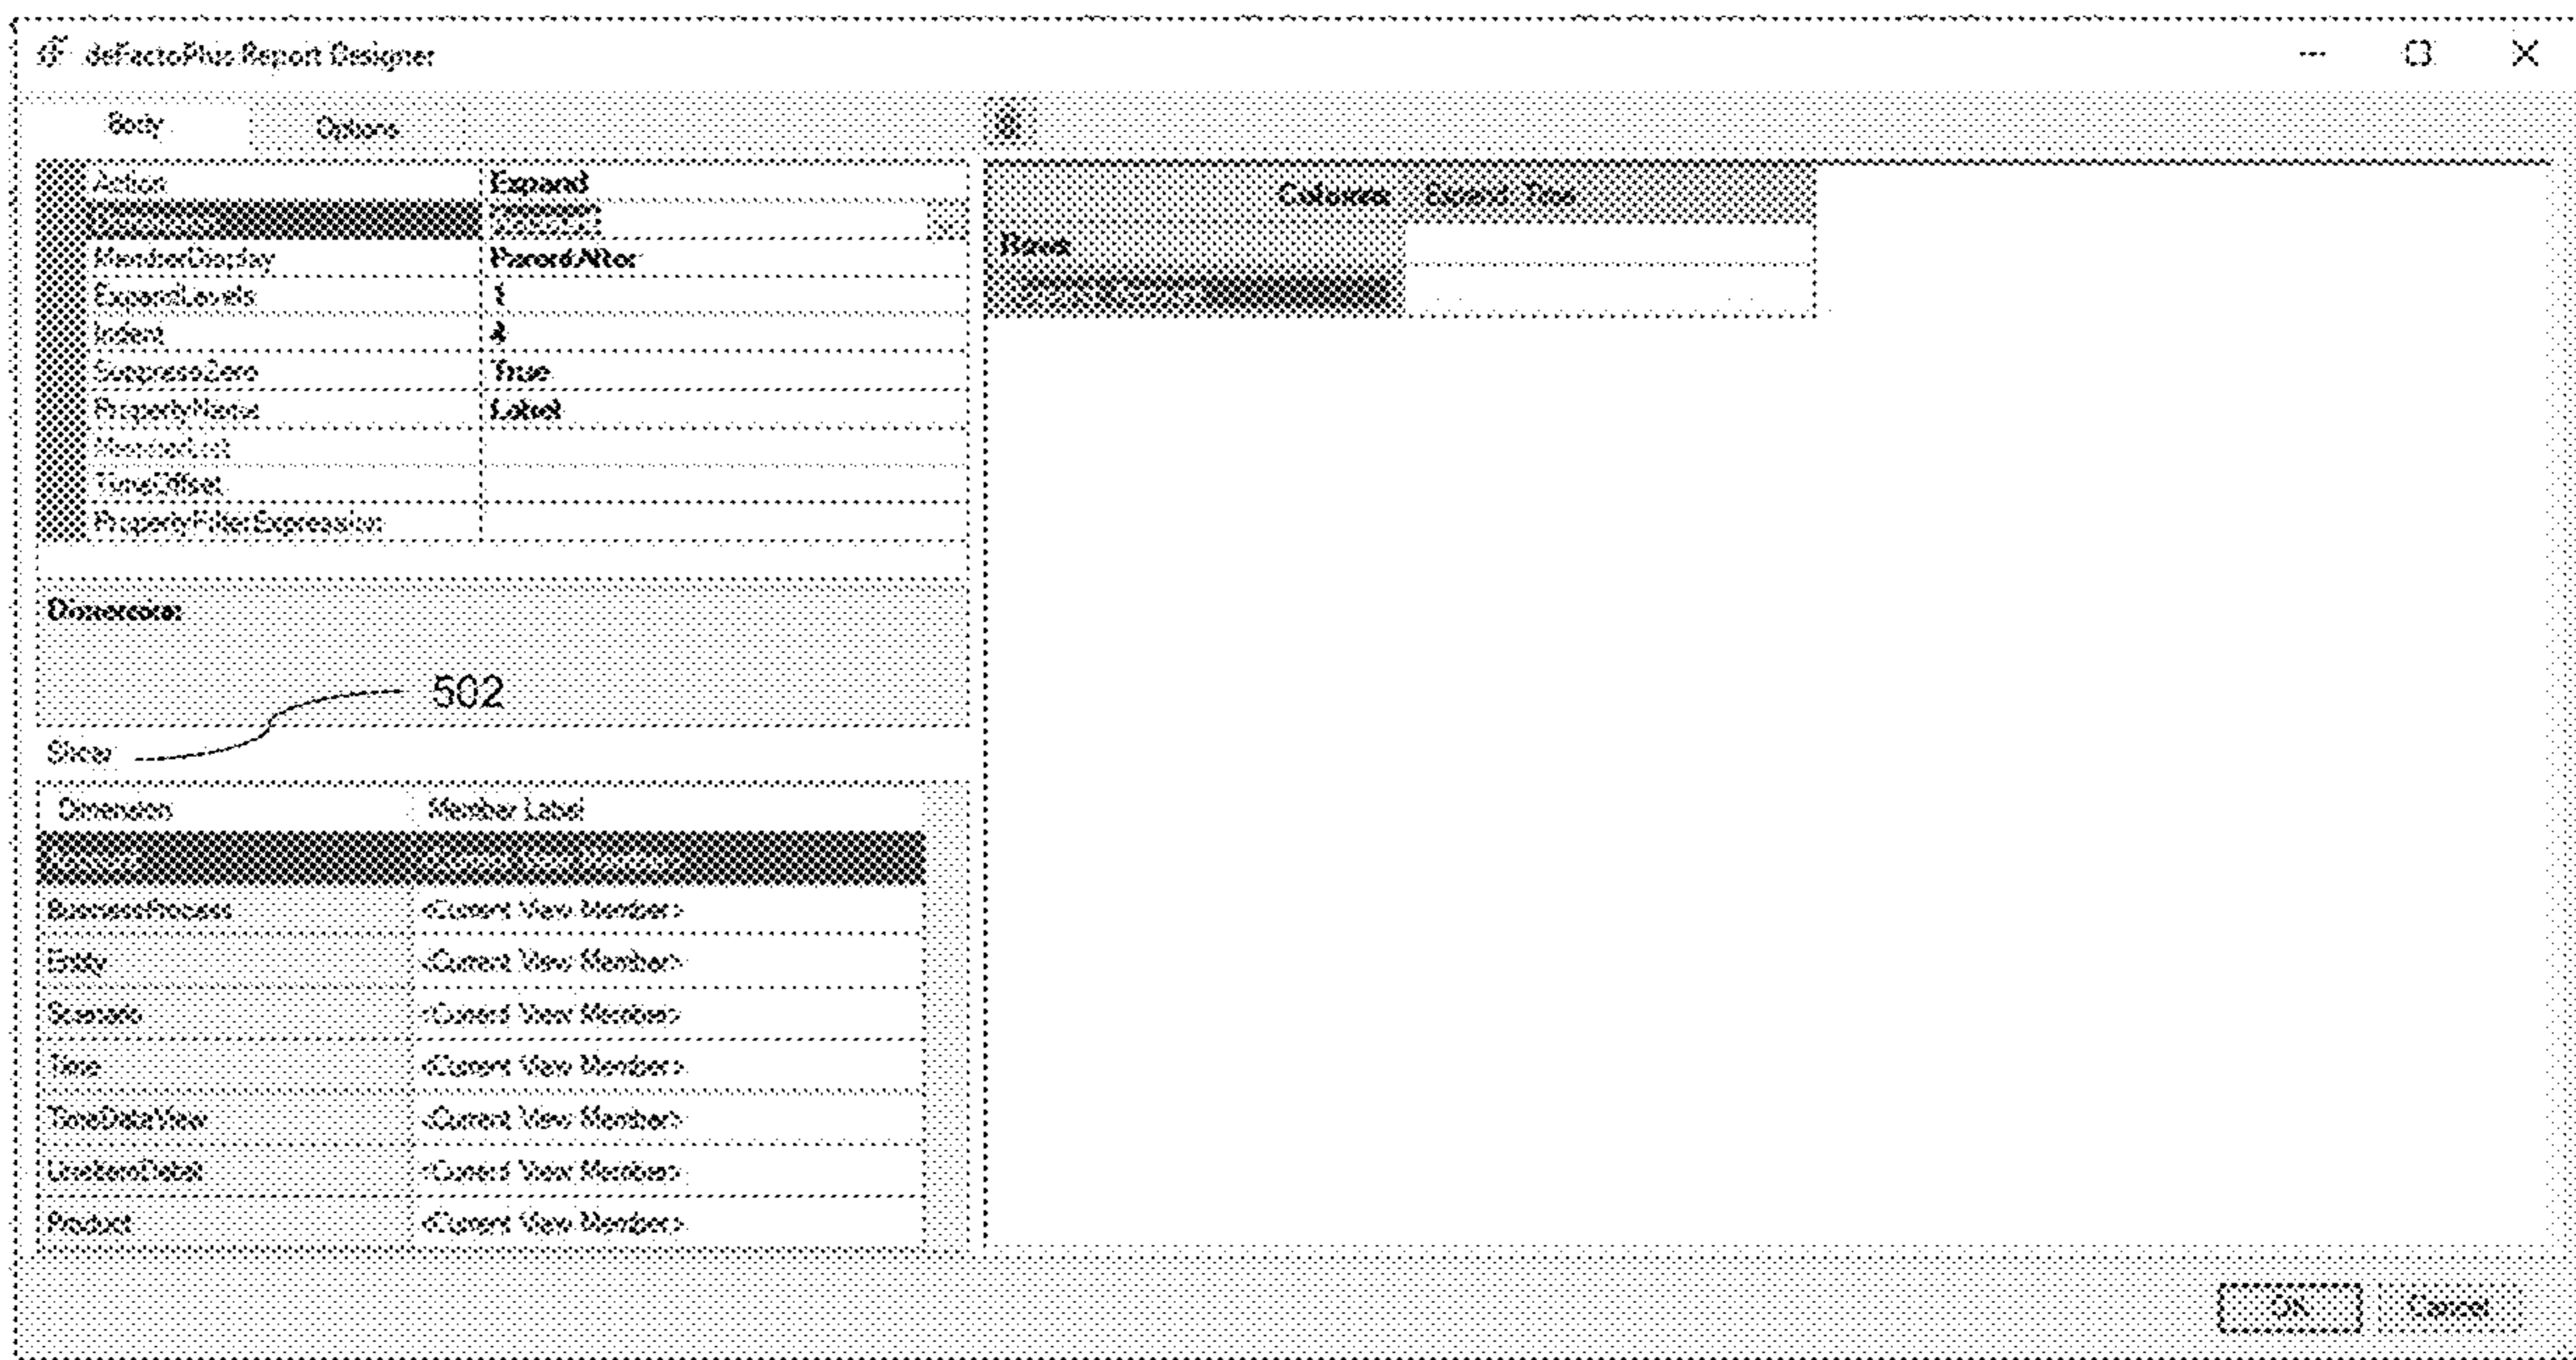 deFactoPlus Report Designer
Body Options
Action Expand
MemberDisplay ParentAfter
ExpandLevels 1
Indent 4
SuppressZero True
PropertyName Label
MemberList
TimeOffset
PropertyFilterExpression
Dimension
502
Slicer
Dimension Member Label
BusinessProcess <Current View Member>
Entity <Current View Member>
Scenario <Current View Member>
Time <Current View Member>
TimeDataView <Current View Member>
LineItemDetail <Current View Member>
Product <Current View Member>
Columns Expand: Time
Rows
OK Cancel